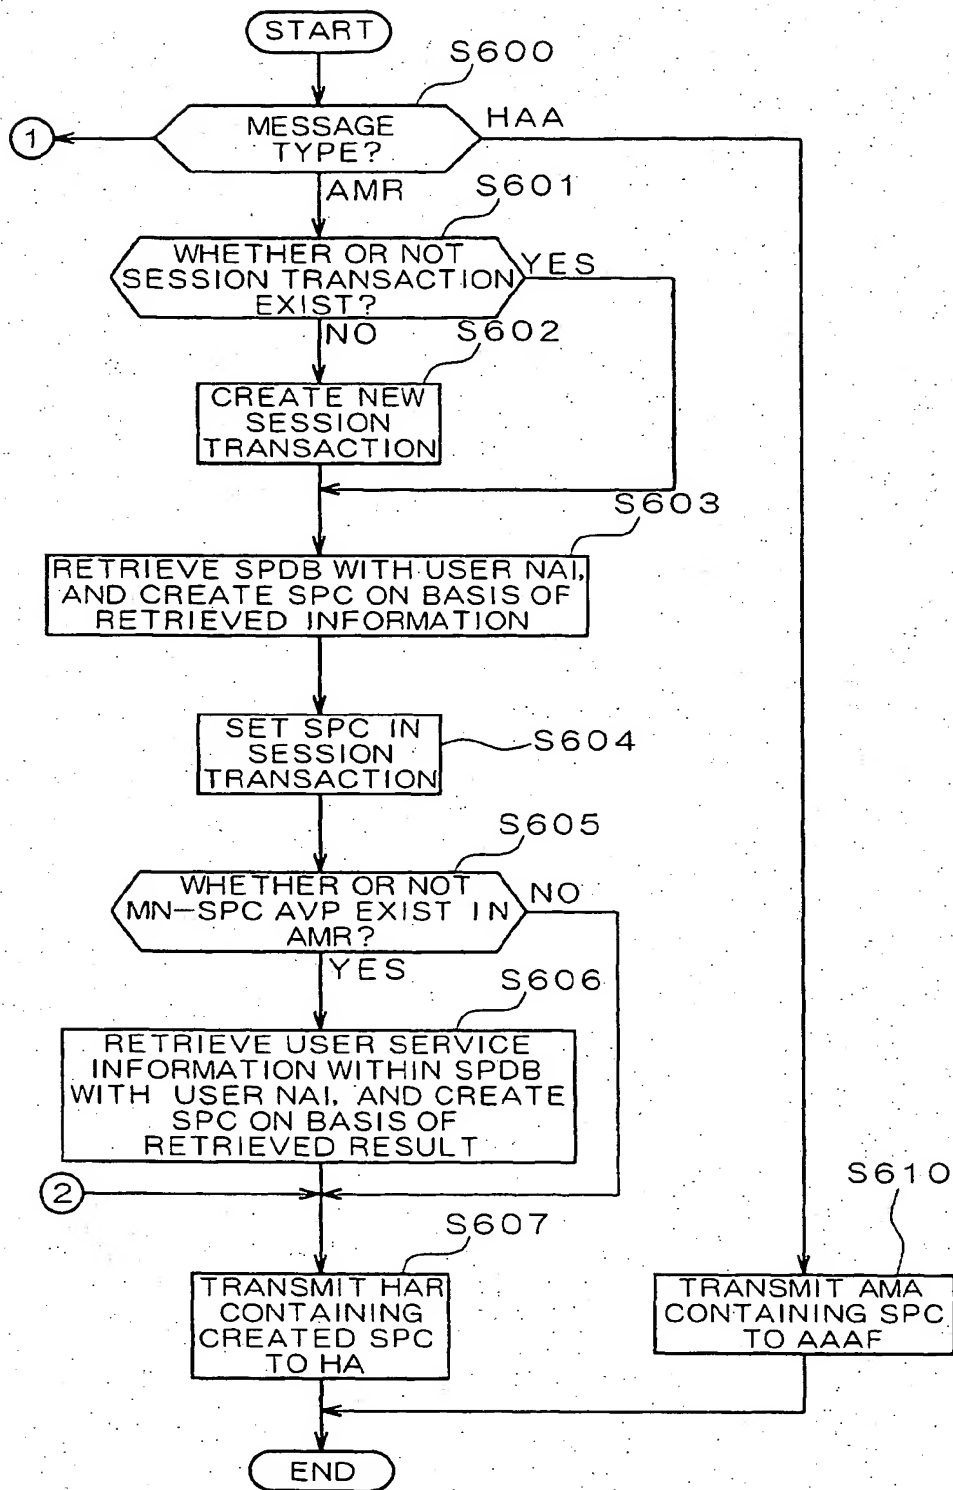 START
S600
1
MESSAGE
TYPE?
HAA
AMR
S601
WHETHER OR NOT
SESSION TRANSACTION
EXIST?
YES
NO
S602
CREATE NEW
SESSION
TRANSACTION
S603
RETRIEVE SPDB WITH USER NAI,
AND CREATE SPC ON BASIS OF
RETRIEVED INFORMATION
SET SPC IN
SESSION
TRANSACTION
S604
S605
WHETHER OR NOT
MN-SPC AVP EXIST IN
AMR?
NO
YES
S606
RETRIEVE USER SERVICE
INFORMATION WITHIN SPDB
WITH USER NAI, AND CREATE
SPC ON BASIS OF
RETRIEVED RESULT
2
S610
S607
TRANSMIT HAR
CONTAINING
CREATED SPC
TO HA
TRANSMIT AMA
CONTAINING SPC
TO AAAF
END